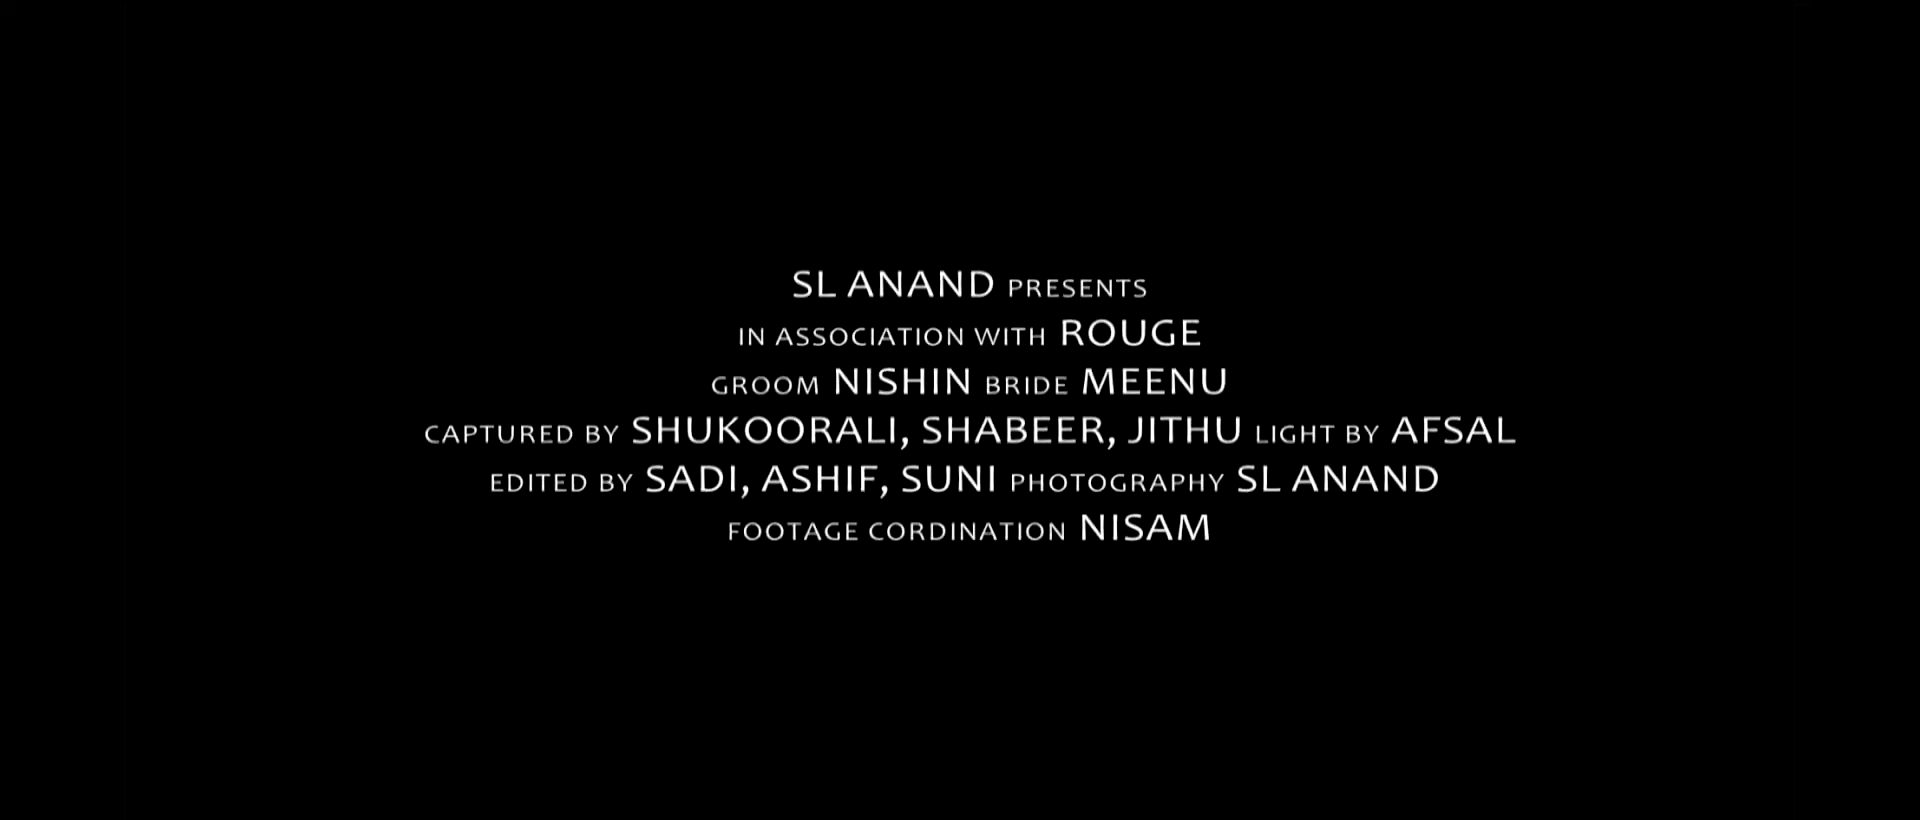 SL ANAND PRESENTS
IN ASSOCIATION WITH ROUGE
GROOM NISHIN BRIDE MEENU
CAPTURED BY SHUKOORALI, SHABEER, JITHU LIGHT BY AFSAL
EDITED BY SADI, ASHIF, SUNI PHOTOGRAPHY SL ANAND
FOOTAGE CORDINATION NISAM